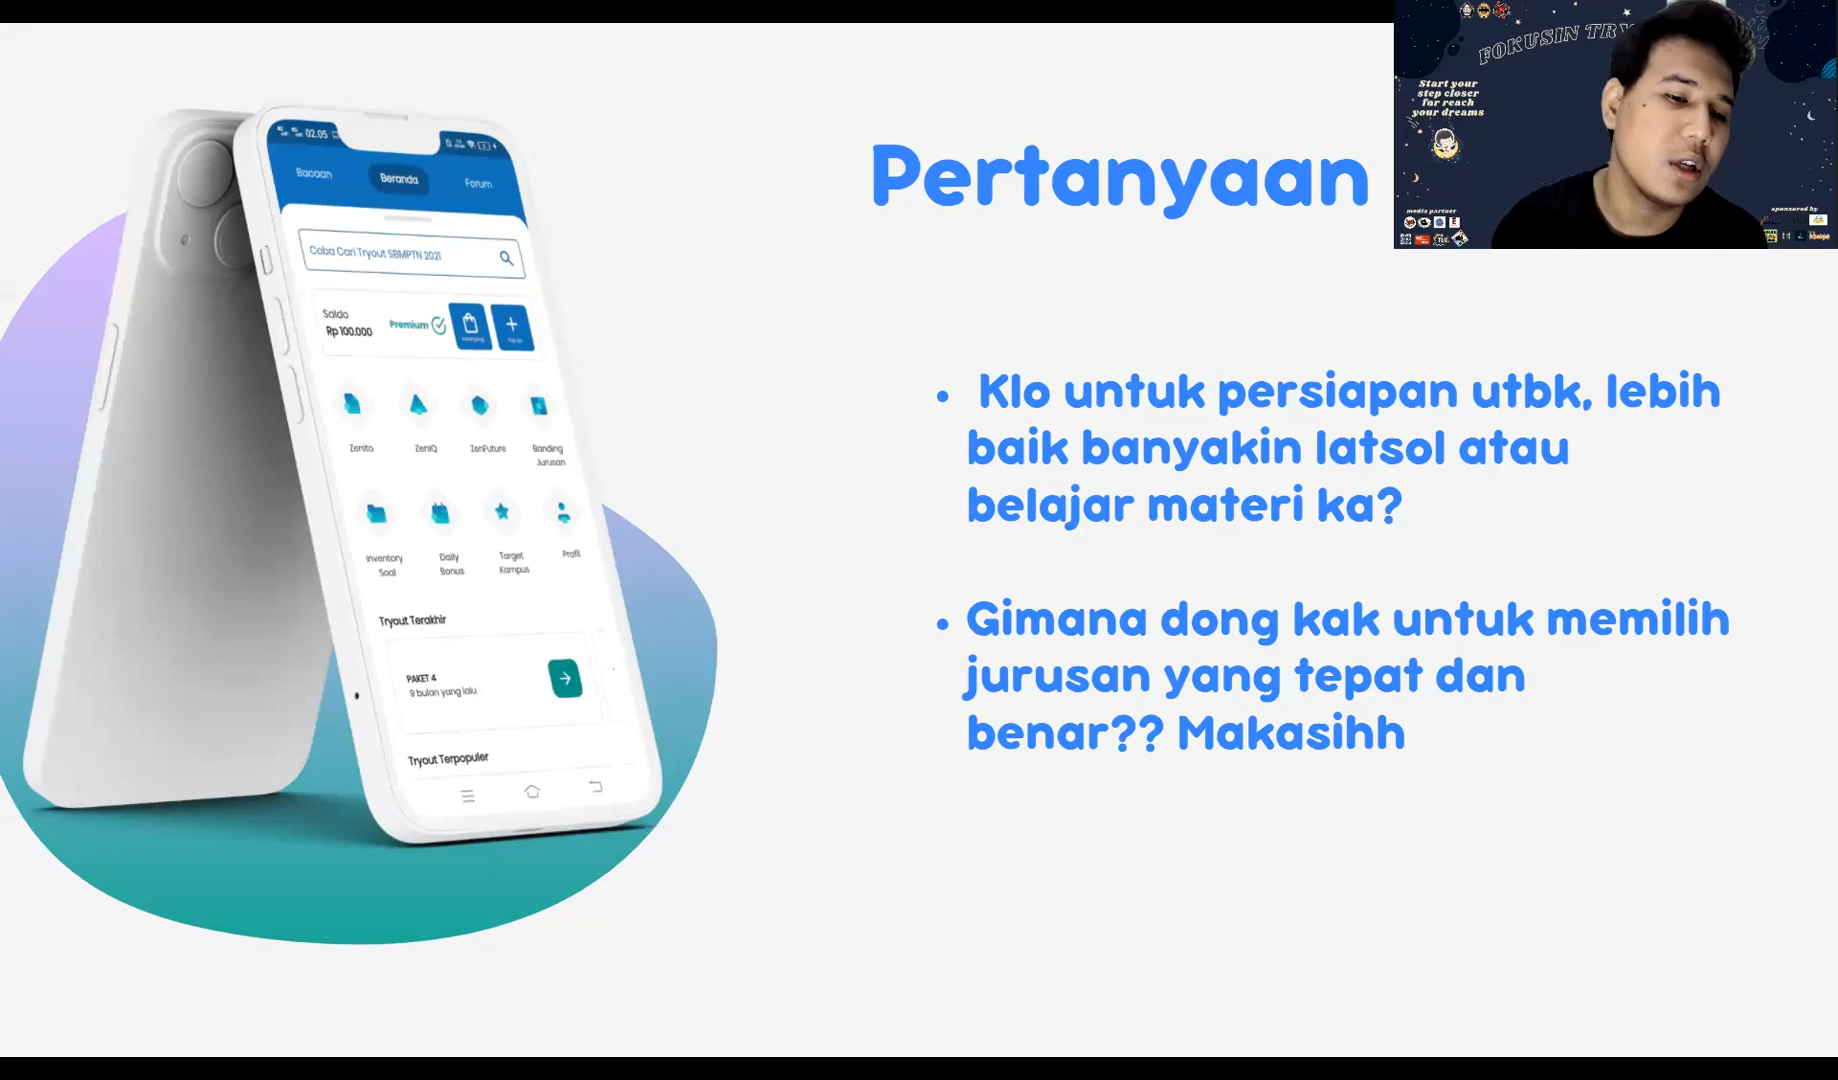 Pertanyaan
Klo untuk persiapan utbk, lebih
baik banyakin latsol atau
belajar materi ka?
Gimana dong kak untuk memilih
jurusan yang tepat dan
benar?? Makasihh
02.05
Bacaan
Beranda
Forum
Coba Cari Tryout SBMPTN 2021
Saldo
Rp 100.000
Premium
Zenito
ZenIQ
ZenFuture
Banding
Jurusan
Inventory
Soal
Daily
Bonus
Target
Kampus
Profil
Tryout Terakhir
PAKET 4
9 bulan yang lalu
Tryout Terpopuler
FOKUSIN TRY
Start your
step closer
for reach
your dreams
media partner
sponsored by